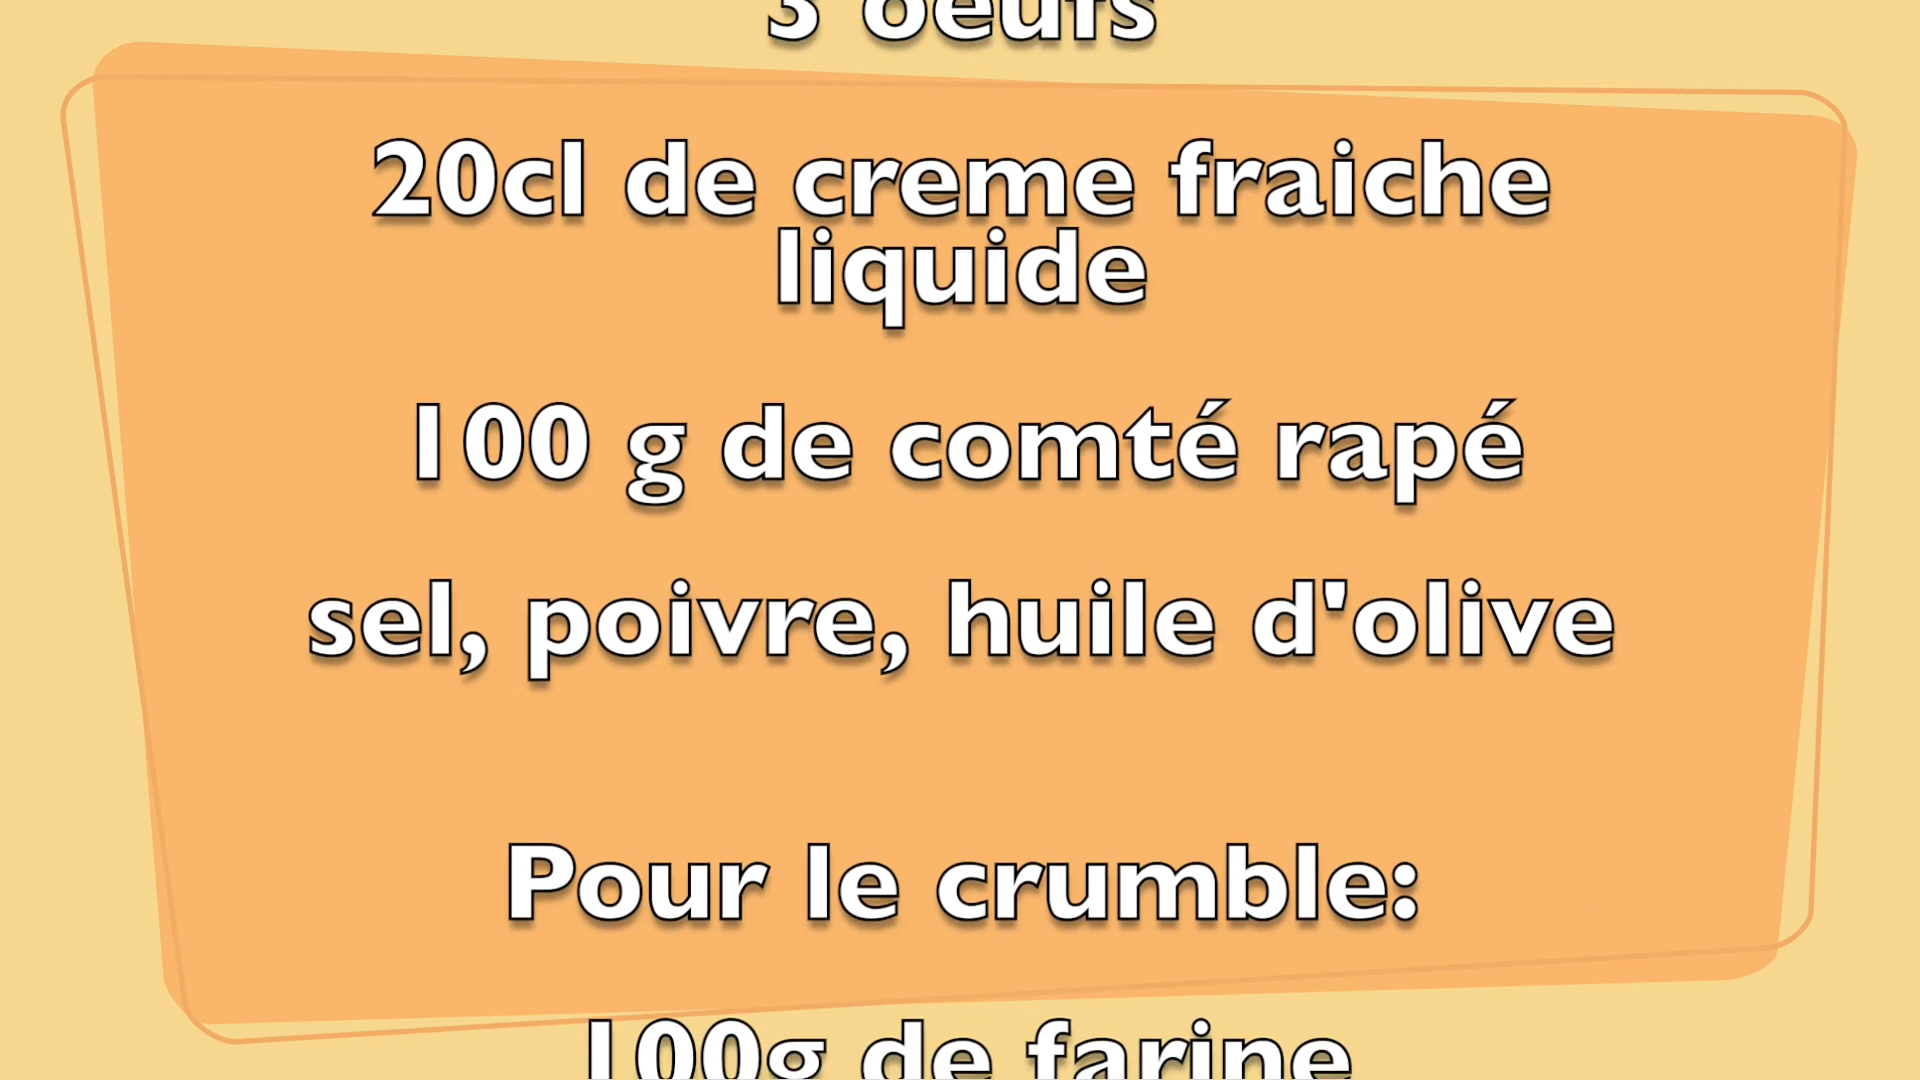 3 oeufs
20cl de creme fraiche
liquide
100 g de comté rapé
sel, poivre, huile d'olive
Pour le crumble:
100g de farine